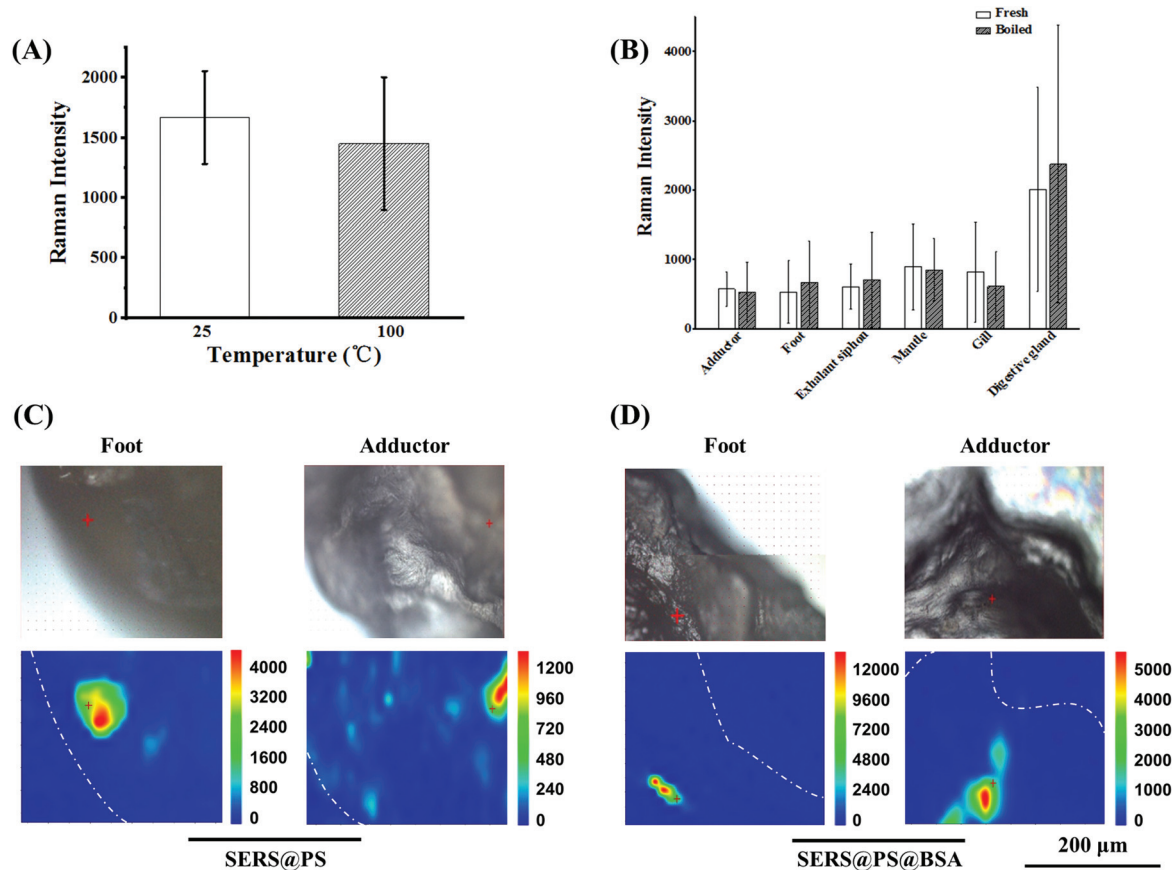 (A)
Raman Intensity
2000
1500
1000
500
0
25
100
Temperature (℃)
(B)
Fresh
Boiled
Raman Intensity
4000
3000
2000
1000
0
Adductor
Foot
Exhalant siphon
Mantle
Gill
Digestive gland
(C)
Foot
Adductor
4000
3200
2400
1600
800
0
1200
960
720
480
240
0
SERS@PS
(D)
Foot
Adductor
12000
9600
7200
4800
2400
0
5000
4000
3000
2000
1000
0
SERS@PS@BSA
200 μm